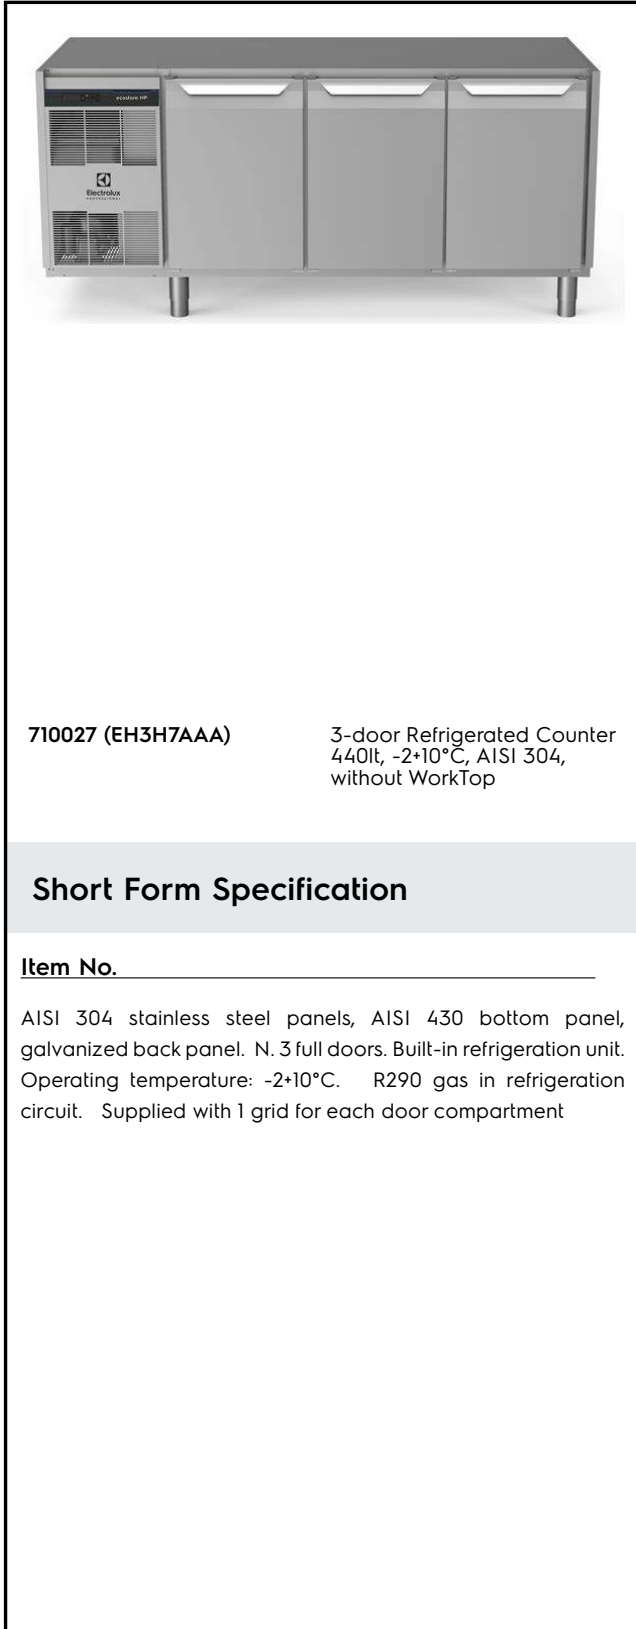 ecostore HP
Electrolux
PROFESSIONAL
710027 (EH3H7AAA)
3-door Refrigerated Counter
440lt, -2+10°C, AISI 304,
without WorkTop
Short Form Specification
Item No.
AISI 304 stainless steel panels, AISI 430 bottom panel,
galvanized back panel. N. 3 full doors. Built-in refrigeration unit.
Operating temperature: -2+10°C. R290 gas in refrigeration
circuit. Supplied with 1 grid for each door compartment